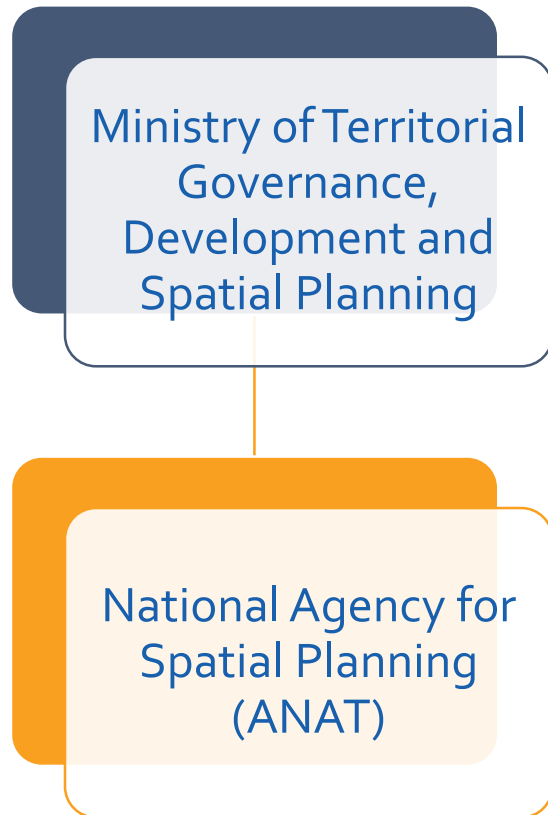 Ministry of Territorial
Governance,
Development and
Spatial Planning
National Agency for
Spatial Planning
(ANAT)